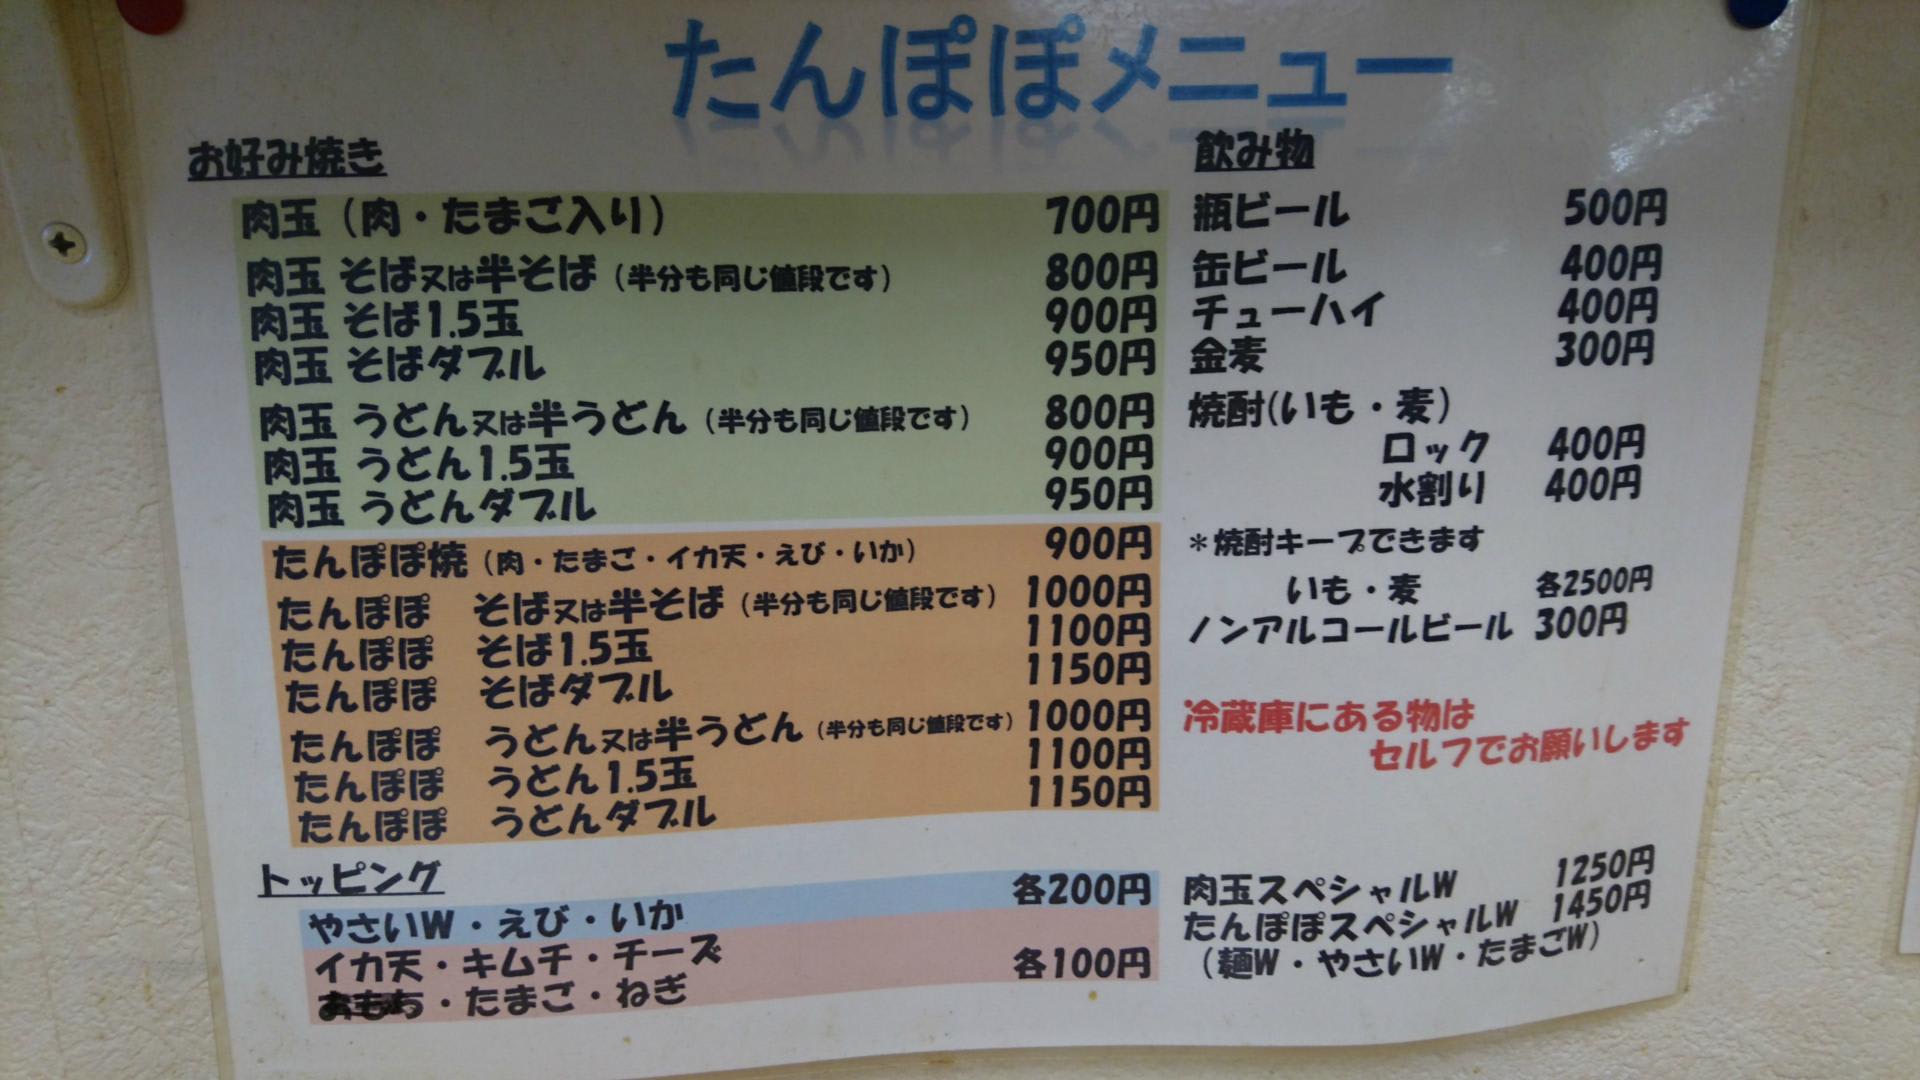 たんぽぽメニュー
お好み焼き
肉玉（肉・たまご入り） 700円
肉玉 そば又は半そば（半分も同じ値段です） 800円
肉玉 そば1.5玉 900円
肉玉 そばダブル 950円
肉玉 うどん又は半うどん（半分も同じ値段です） 800円
肉玉 うどん1.5玉 900円
肉玉 うどんダブル 950円
たんぽぽ焼（肉・たまご・イカ天・えび・いか） 900円
たんぽぽ そば又は半そば（半分も同じ値段です） 1000円
たんぽぽ そば1.5玉 1100円
たんぽぽ そばダブル 1150円
たんぽぽ うどん又は半うどん（半分も同じ値段です） 1000円
たんぽぽ うどん1.5玉 1100円
たんぽぽ うどんダブル 1150円
トッピング
やさいW・えび・いか 各200円
イカ天・キムチ・チーズ
おもち・たまご・ねぎ 各100円
飲み物
瓶ビール 500円
缶ビール 400円
チューハイ 400円
金麦 300円
焼酎(いも・麦）
ロック 400円
水割り 400円
＊焼酎キープできます
いも・麦 各2500円
ノンアルコールビール 300円
冷蔵庫にある物は
セルフでお願いします
肉玉スペシャルW 1250円
たんぽぽスペシャルW 1450円
（麺W・やさいW・たまごW）